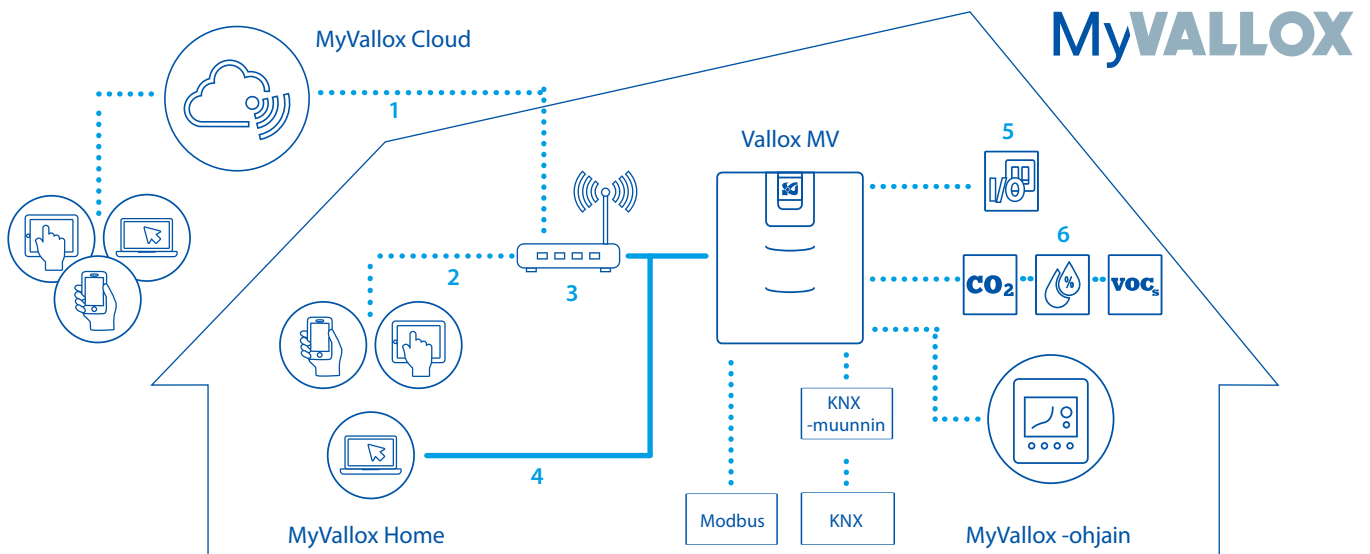 MyVALLOX
MyVallox Cloud
1
Vallox MV
5
I/O
2
3
6
CO₂
%
VOCs
KNX
-muunnin
4
Modbus
KNX
MyVallox Home
MyVallox -ohjain